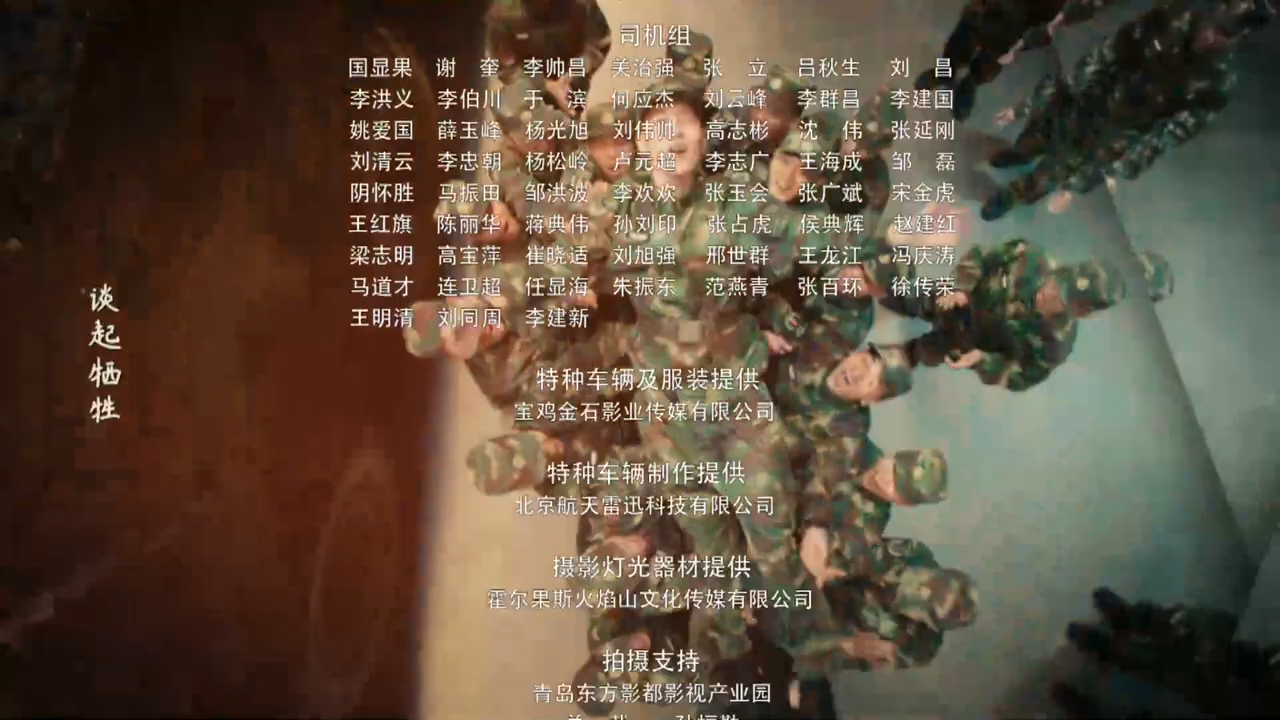 司机组
国显果 谢 奎 李帅昌 关治强 张 立 吕秋生 刘 昌
李洪义 李伯川 于 滨 何应杰 刘云峰 李群昌 李建国
姚爱国 薛玉峰 杨光旭 刘伟帅 高志彬 沈 伟 张延刚
刘清云 李忠朝 杨松岭 卢元超 李志广 王海成 邹 磊
阴怀胜 马振田 邹洪波 李欢欢 张玉会 张广斌 宋金虎
王红旗 陈丽华 蒋典伟 孙刘印 张占虎 侯典辉 赵建红
梁志明 高宝萍 崔晓适 刘旭强 邢世群 王龙江 冯庆涛
马道才 连卫超 任显海 朱振东 范燕青 张百环 徐传荣
王明清 刘同周 李建新
特种车辆及服装提供
宝鸡金石影业传媒有限公司
特种车辆制作提供
北京航天雷迅科技有限公司
摄影灯光器材提供
霍尔果斯火焰山文化传媒有限公司
拍摄支持
青岛东方影都影视产业园
谈起牺牲